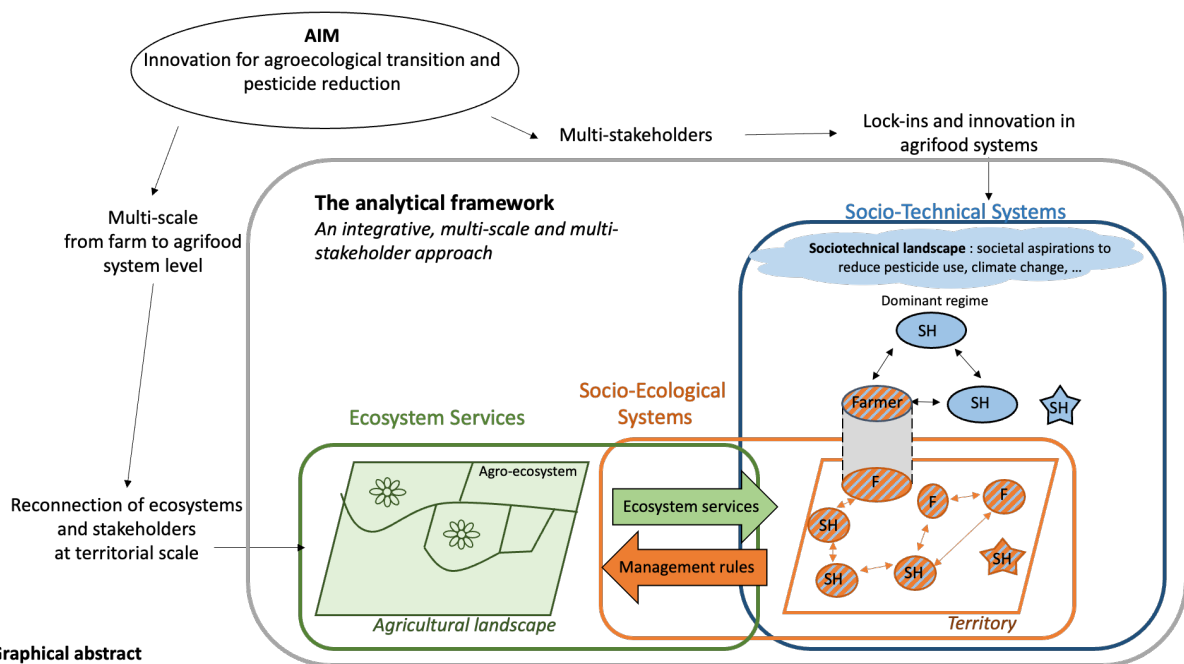 AIM
Innovation for agroecological transition and
pesticide reduction
Multi-stakeholders
Lock-ins and innovation in
agrifood systems
Multi-scale
from farm to agrifood
system level
The analytical framework
An integrative, multi-scale and multi-
stakeholder approach
Socio-Technical Systems
Sociotechnical landscape : societal aspirations to
reduce pesticide use, climate change, ...
Dominant regime
SH
Farmer
SH
SH
Socio-Ecological
Systems
Ecosystem Services
Agro-ecosystem
Reconnection of ecosystems
and stakeholders
at territorial scale
Ecosystem services
Management rules
F
F
F
SH
SH
SH
SH
Agricultural landscape
Territory
Graphical abstract